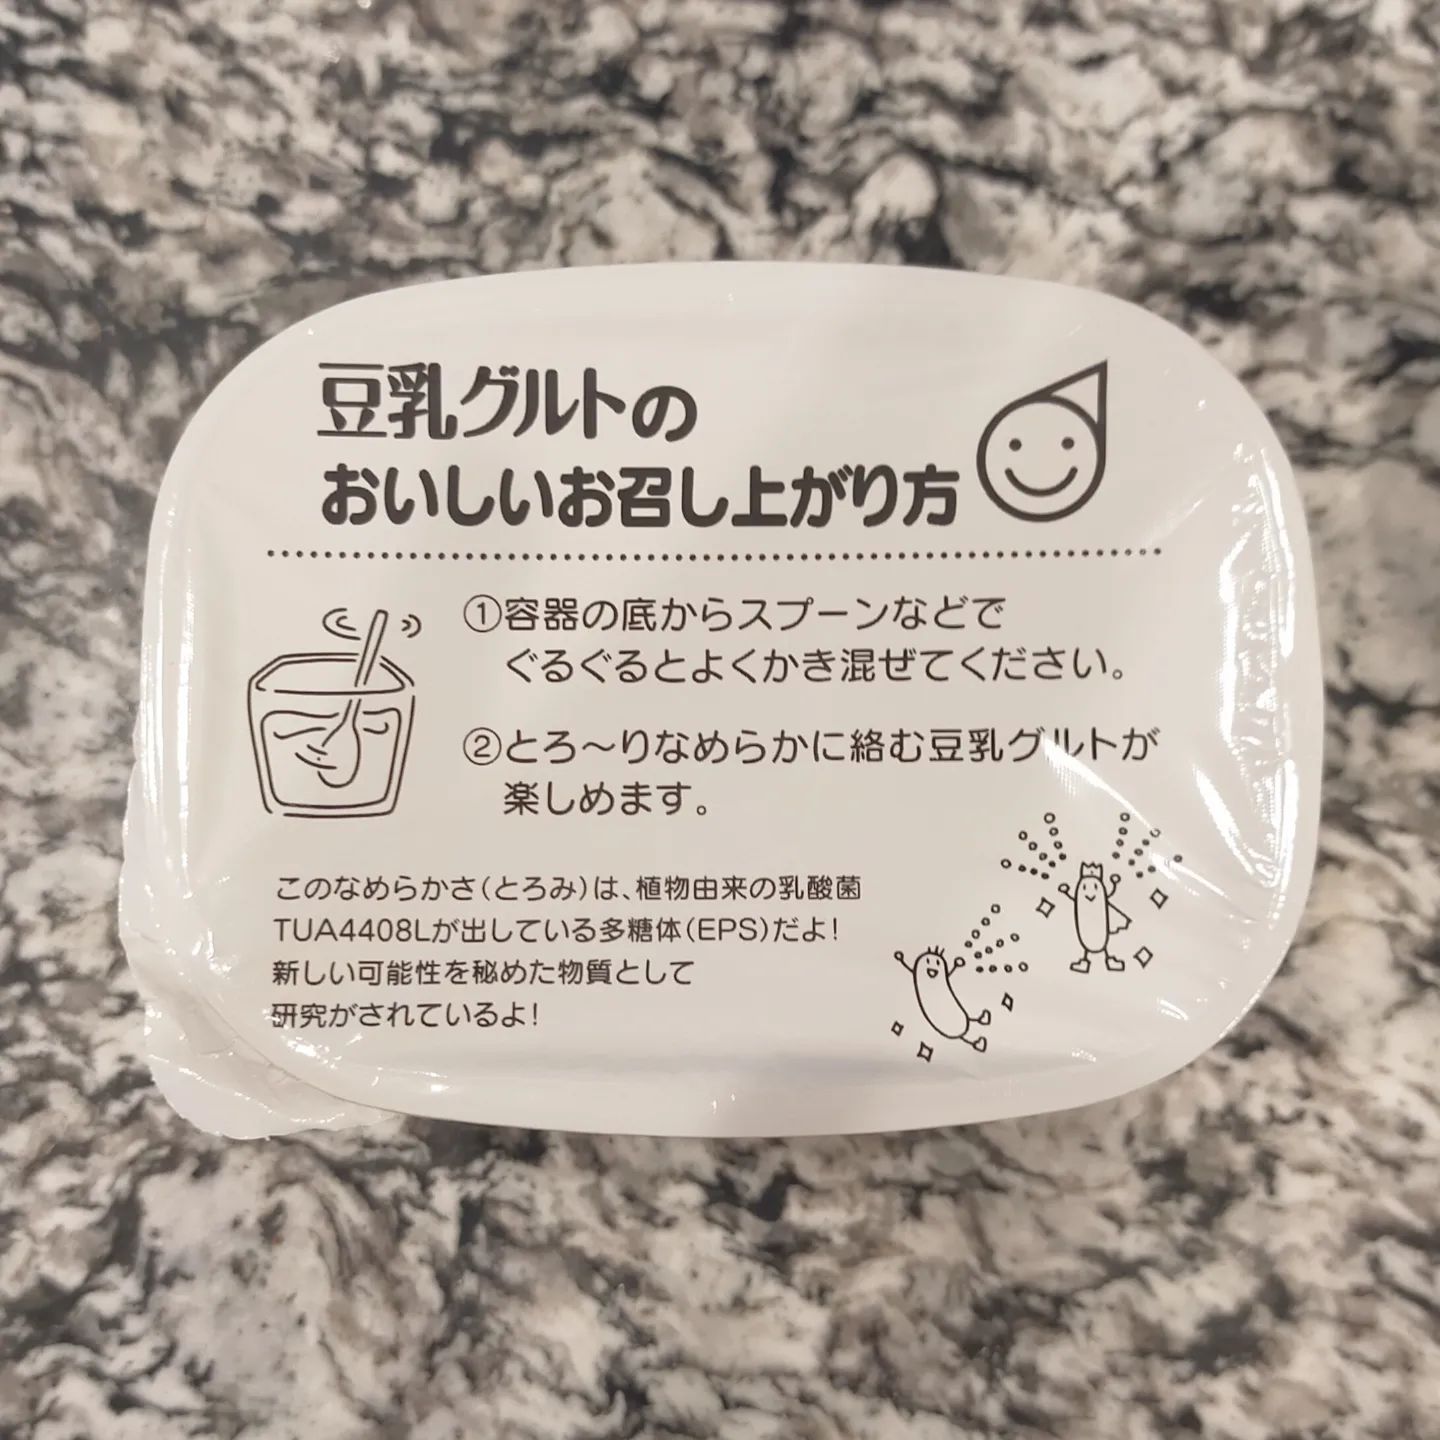 豆乳グルトの
おいしいお召し上がり方
①容器の底からスプーンなどで
ぐるぐるとよくかき混ぜてください。
②とろ〜りなめらかに絡む豆乳グルトが
楽しめます。
このなめらかさ(とろみ)は、植物由来の乳酸菌
TUA4408Lが出している多糖体(EPS)だよ!
新しい可能性を秘めた物質として
研究がされているよ!